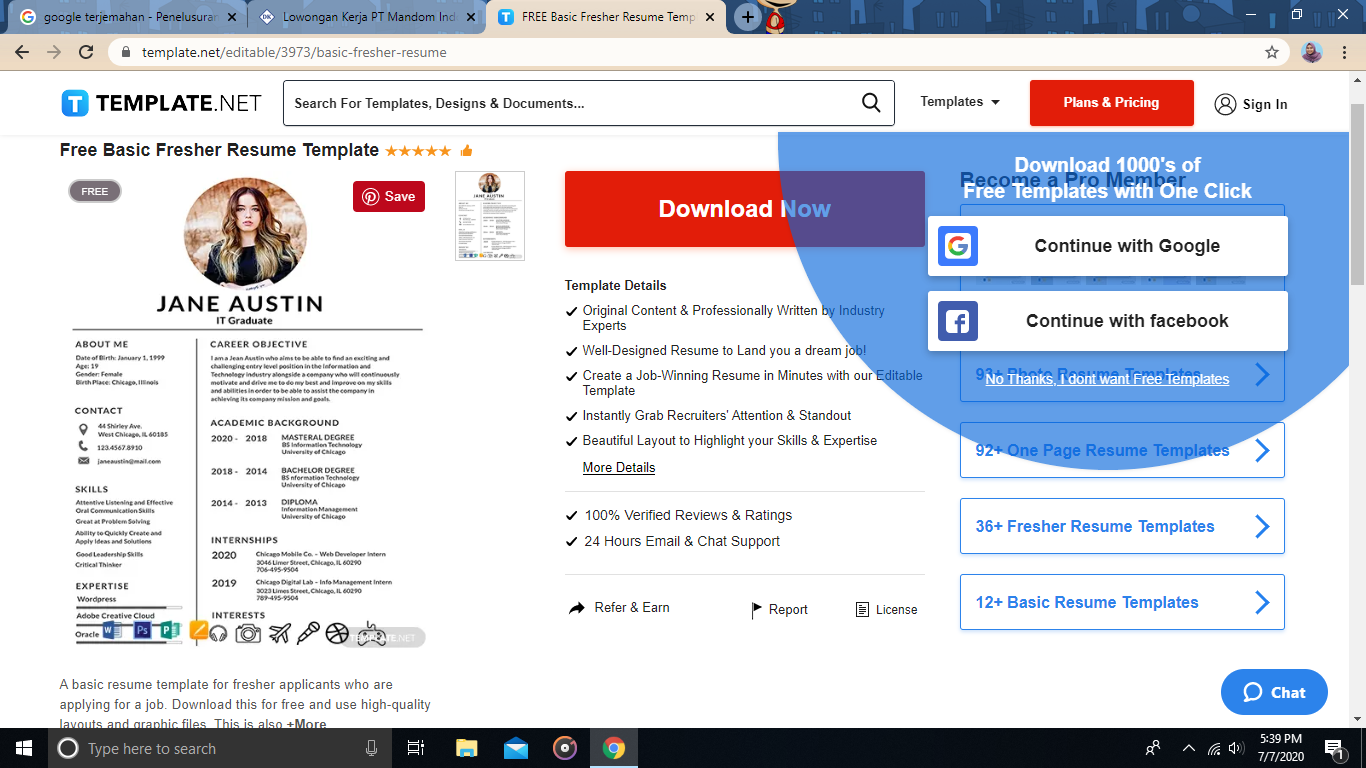 google terjemahan - Penelusuran
Lowongan Kerja PT Mandom Ind
FREE Basic Fresher Resume Temp
template.net/editable/3973/basic-fresher-resume
TEMPLATE.NET
Search For Templates, Designs & Documents...
Templates
Plans & Pricing
Sign In
Free Basic Fresher Resume Template
FREE
Save
JANE AUSTIN
IT Graduate
ABOUT ME
Date of Birth: January 1, 1999
Age: 19
Gender: Female
Birth Place: Chicago, Illinois
CONTACT
44 Shirley Ave.
West Chicago, IL 60185
123.4567.8910
janeaustin@mail.com
SKILLS
Attentive Listening and Effective
Oral Communication Skills
Great at Problem Solving
Ability to Quickly Create and
Apply Ideas and Solutions
Good Leadership Skills
Critical Thinker
EXPERTISE
Wordpress
Adobe Creative Cloud
Oracle
CAREER OBJECTIVE
I am a Jean Austin who aims to be able to find an exciting and
challenging entry level position in the Information and
Technology industry alongside a company who will continuously
motivate and drive me to do my best and improve on my skills
and abilities in order to be able to assist the company in
achieving its company mission and goals.
ACADEMIC BACKGROUND
2020 - 2018 MASTERAL DEGREE
BS Information Technology
University of Chicago
2018 - 2014 BACHELOR DEGREE
BS nformation Technology
University of Chicago
2014 - 2013 DIPLOMA
Information Management
University of Chicago
INTERNSHIPS
2020 Chicago Mobile Co. – Web Developer Intern
3046 Limer Street, Chicago, IL 60290
706-495-9504
2019 Chicago Digital Lab – Info Management Intern
3023 Limes Street, Chicago, IL 60290
789-495-9504
INTERESTS
TEMPLATE.NET
A basic resume template for fresher applicants who are
applying for a job. Download this for free and use high-quality
layouts and graphic files. This is also +More
Download Now
Template Details
Original Content & Professionally Written by Industry
Experts
Well-Designed Resume to Land you a dream job!
Create a Job-Winning Resume in Minutes with our Editable
Template
Instantly Grab Recruiters' Attention & Standout
Beautiful Layout to Highlight your Skills & Expertise
More Details
100% Verified Reviews & Ratings
24 Hours Email & Chat Support
Refer & Earn
Report
License
Become a Pro Member
Download 1000's of
Free Templates with One Click
Continue with Google
Continue with facebook
93+ Photo Resume Templates
No Thanks, I dont want Free Templates
92+ One Page Resume Templates
36+ Fresher Resume Templates
12+ Basic Resume Templates
Chat
Type here to search
5:39 PM
7/7/2020
1